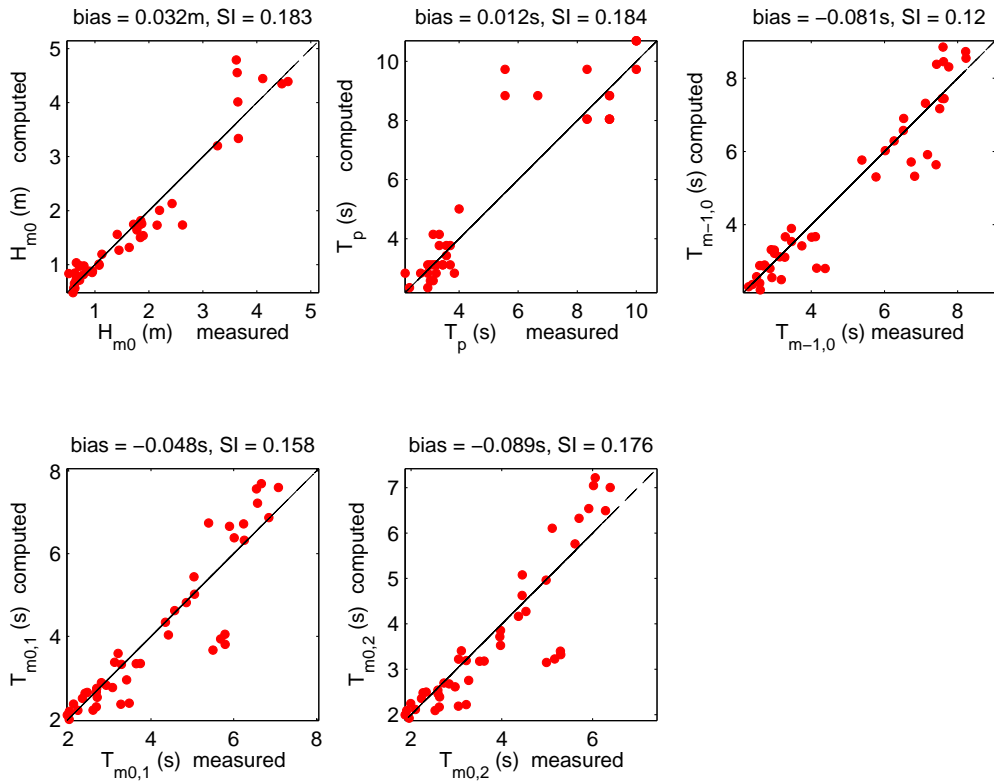 bias = 0.032m, SI = 0.183
bias = 0.012s, SI = 0.184
bias = −0.081s, SI = 0.12
5
4
3
2
1
1 2 3 4 5
H_m0 (m) computed
H_m0 (m) measured
10
8
6
4
4 6 8 10
T_p (s) computed
T_p (s) measured
8
6
4
4 6 8
T_m−1,0 (s) computed
T_m−1,0 (s) measured
bias = −0.048s, SI = 0.158
bias = −0.089s, SI = 0.176
8
6
4
2
2 4 6 8
T_m0,1 (s) computed
T_m0,1 (s) measured
7
6
5
4
3
2
2 4 6
T_m0,2 (s) computed
T_m0,2 (s) measured